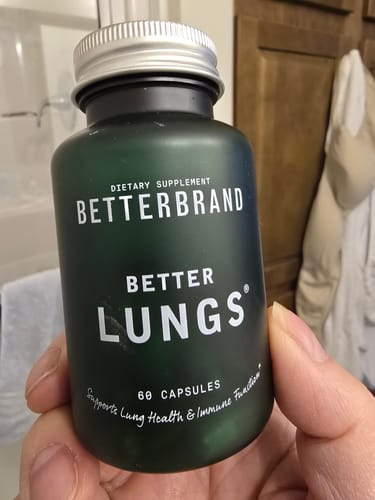 DIETARY SUPPLEMENT
BETTERBRAND
BETTER
LUNGS®
60 CAPSULES
Supports Lung Health & Immune Function*